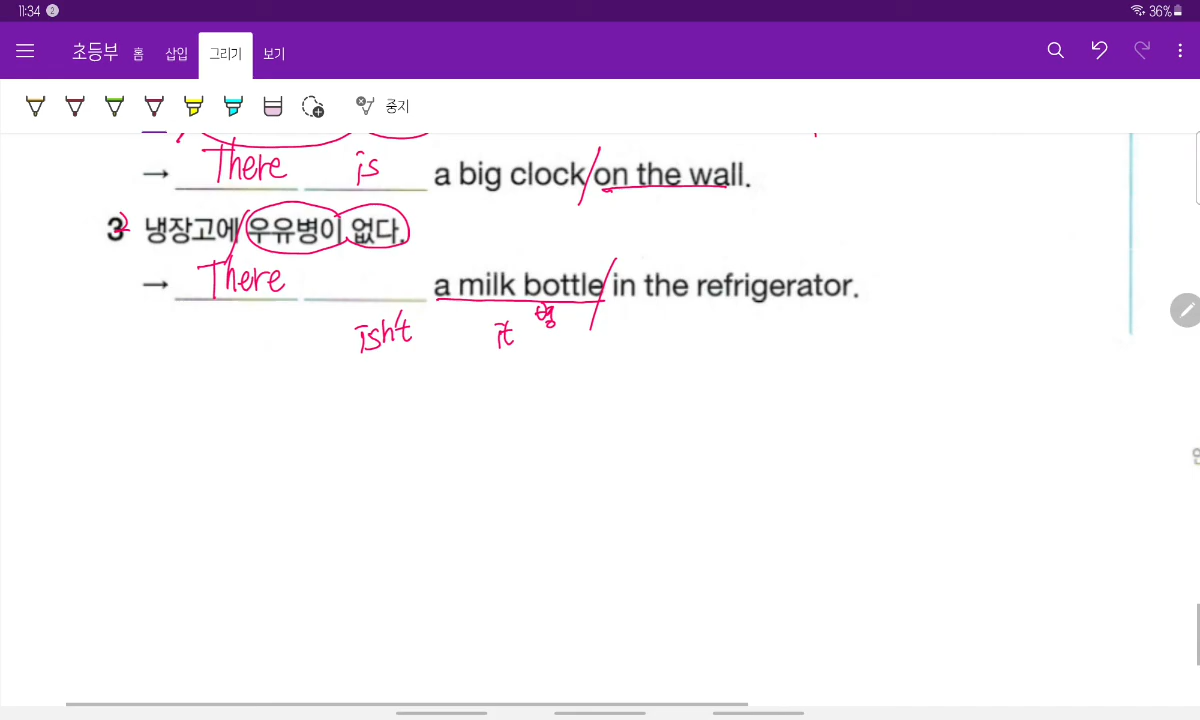 11:34 2 36%
초등부 홈 삽입 그리기 보기
중지
→ There is a big clock/on the wall.
3 냉장고에/우유병이 없다.
→ There a milk bottle/in the refrigerator.
isn't it 병